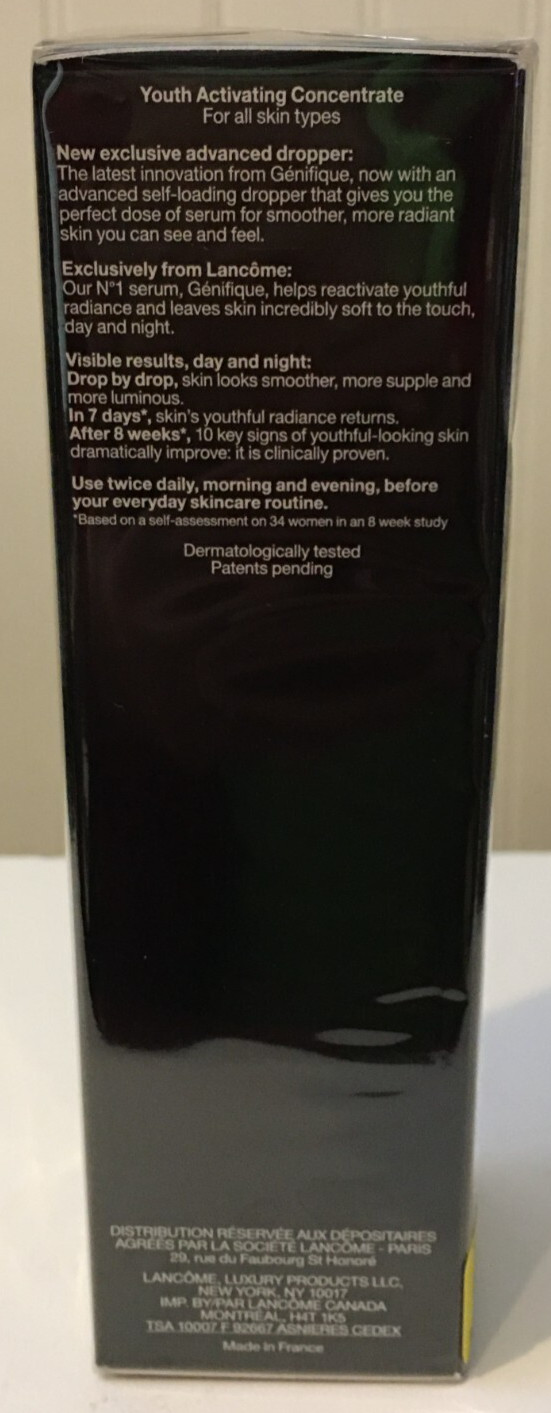 Youth Activating Concentrate
For all skin types
New exclusive advanced dropper:
The latest innovation from Génifique, now with an
advanced self-loading dropper that gives you the
perfect dose of serum for smoother, more radiant
skin you can see and feel.
Exclusively from Lancôme:
Our N°1 serum, Génifique, helps reactivate youthful
radiance and leaves skin incredibly soft to the touch,
day and night.
Visible results, day and night:
Drop by drop, skin looks smoother, more supple and
more luminous.
In 7 days*, skin's youthful radiance returns.
After 8 weeks*, 10 key signs of youthful-looking skin
dramatically improve: it is clinically proven.
Use twice daily, morning and evening, before
your everyday skincare routine.
*Based on a self-assessment on 34 women in an 8 week study
Dermatologically tested
Patents pending
DISTRIBUTION RÉSERVÉE AUX DÉPOSITAIRES
AGRÉÉS PAR LA SOCIÉTÉ LANCÔME - PARIS
29, rue du Faubourg St Honoré
LANCÔME, LUXURY PRODUCTS LLC,
NEW YORK, NY 10017
IMP. BY/PAR LANCÔME CANADA
MONTRÉAL, H4T 1K5
TSA 10007 F 92667 ASNIERES CEDEX
Made in France